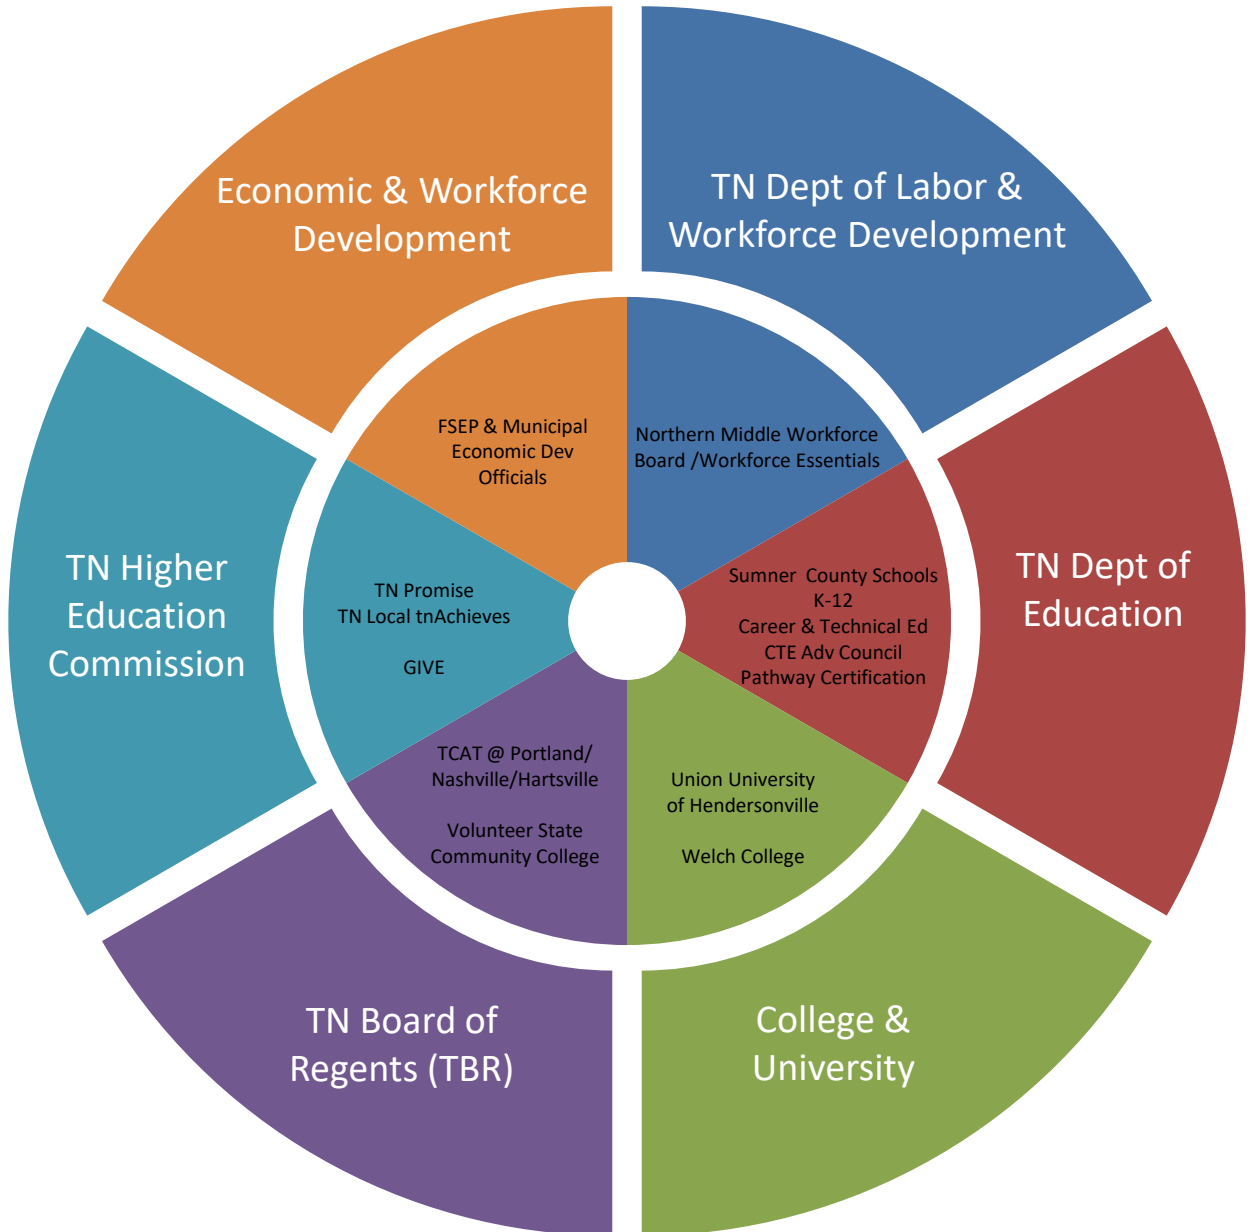 Economic & Workforce
Development
TN Dept of Labor &
Workforce Development
TN Dept of
Education
College &
University
TN Board of
Regents (TBR)
TN Higher
Education
Commission
FSEP & Municipal
Economic Dev
Officials
Northern Middle Workforce
Board /Workforce Essentials
Sumner County Schools
K-12
Career & Technical Ed
CTE Adv Council
Pathway Certification
Union University
of Hendersonville
Welch College
TCAT @ Portland/
Nashville/Hartsville
Volunteer State
Community College
TN Promise
TN Local tnAchieves
GIVE